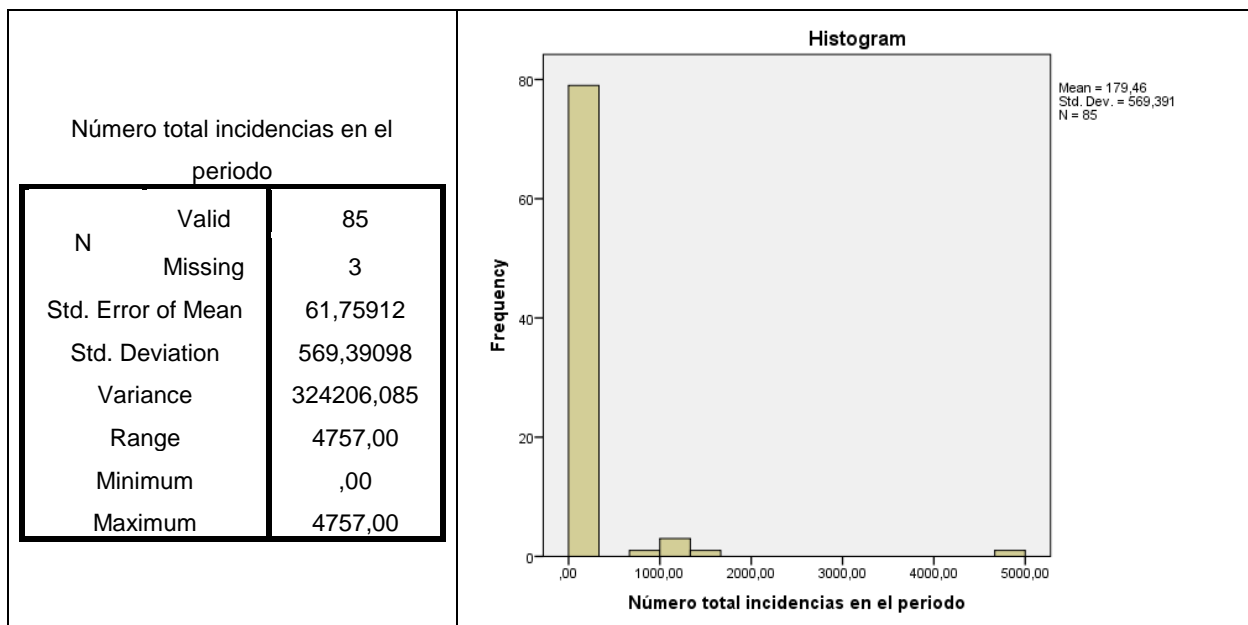 Número total incidencias en el
periodo
N
Valid
85
Missing
3
Std. Error of Mean
61,75912
Std. Deviation
569,39098
Variance
324206,085
Range
4757,00
Minimum
,00
Maximum
4757,00
Histogram
Mean = 179,46
Std. Dev. = 569,391
N = 85
Frequency
80
60
40
20
0
,00
1000,00
2000,00
3000,00
4000,00
5000,00
Número total incidencias en el periodo